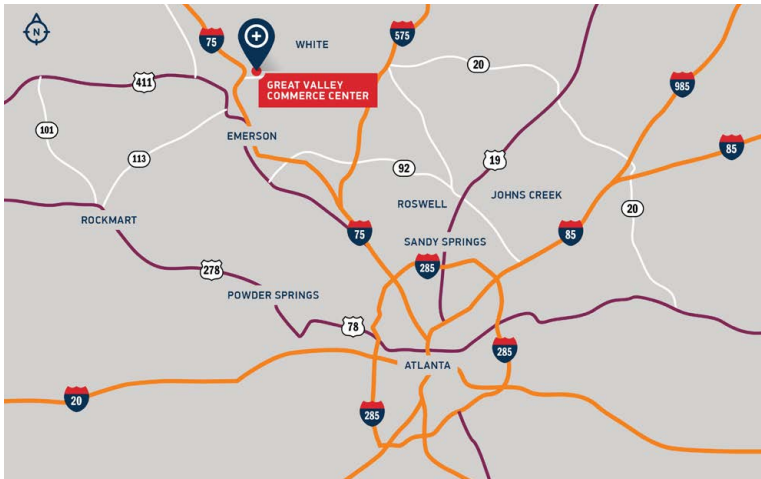 N
75
WHITE
575
20
411
GREAT VALLEY
COMMERCE CENTER
985
101
EMERSON
85
113
92
19
ROSWELL
JOHNS CREEK
20
ROCKMART
75
SANDY SPRINGS
85
278
285
POWDER SPRINGS
78
285
ATLANTA
20
285